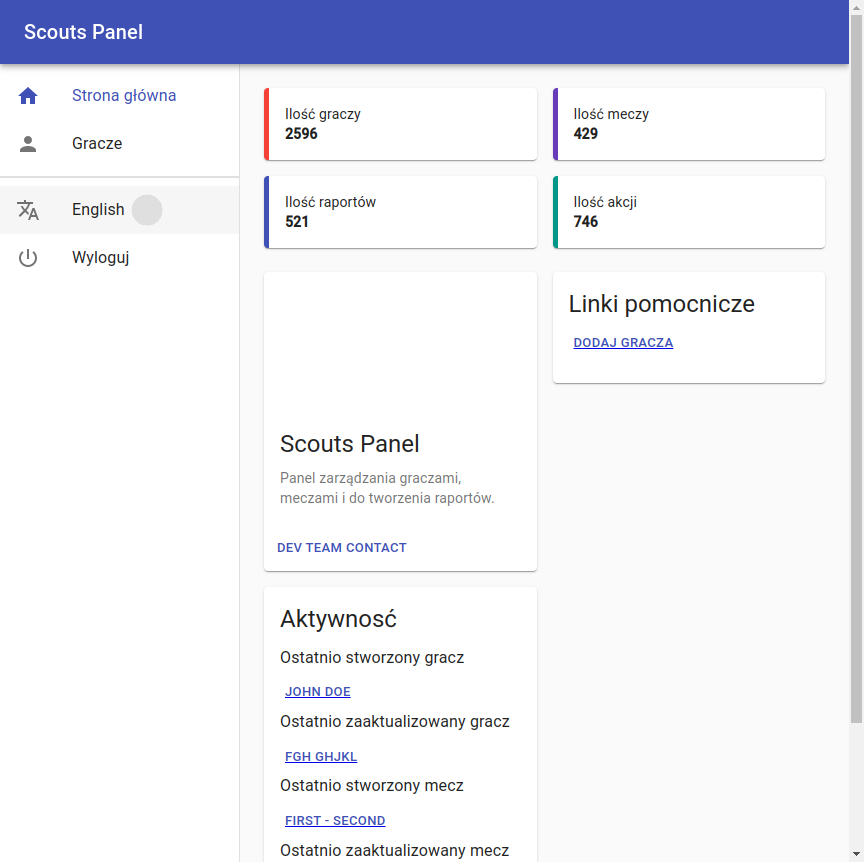 Scouts Panel
Strona główna
Gracze
English
Wyloguj
Ilość graczy
2596
Ilość meczy
429
Ilość raportów
521
Ilość akcji
746
Scouts Panel
Panel zarządzania graczami,
meczami i do tworzenia raportów.
DEV TEAM CONTACT
Linki pomocnicze
DODAJ GRACZA
Aktywnosć
Ostatnio stworzony gracz
JOHN DOE
Ostatnio zaaktualizowany gracz
FGH GHJKL
Ostatnio stworzony mecz
FIRST - SECOND
Ostatnio zaaktualizowany mecz